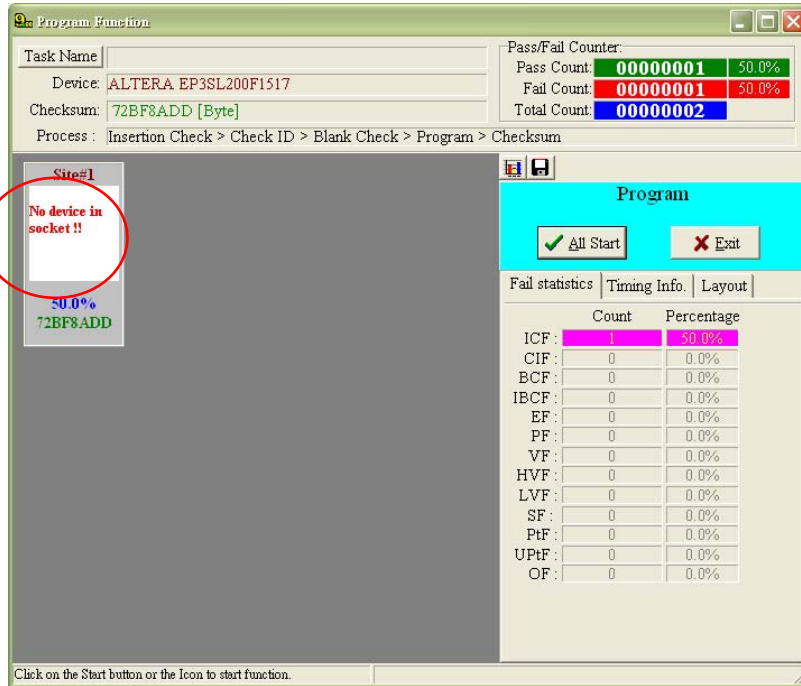 Program Function
Task Name
Device: ALTERA EP3SL200F1517
Checksum: 72BF8ADD [Byte]
Process : Insertion Check > Check ID > Blank Check > Program > Checksum
Pass/Fail Counter:
Pass Count: 00000001 50.0%
Fail Count: 00000001 50.0%
Total Count: 00000002
Site#1
No device in
socket !!
50.0%
72BF8ADD
Program
All Start Exit
Fail statistics Timing Info. Layout
Count Percentage
ICF : 1 50.0%
CIF : 0 0.0%
BCF : 0 0.0%
IBCF : 0 0.0%
EF : 0 0.0%
PF : 0 0.0%
VF : 0 0.0%
HVF : 0 0.0%
LVF : 0 0.0%
SF : 0 0.0%
PtF : 0 0.0%
UPtF : 0 0.0%
OF : 0 0.0%
Click on the Start button or the Icon to start function.